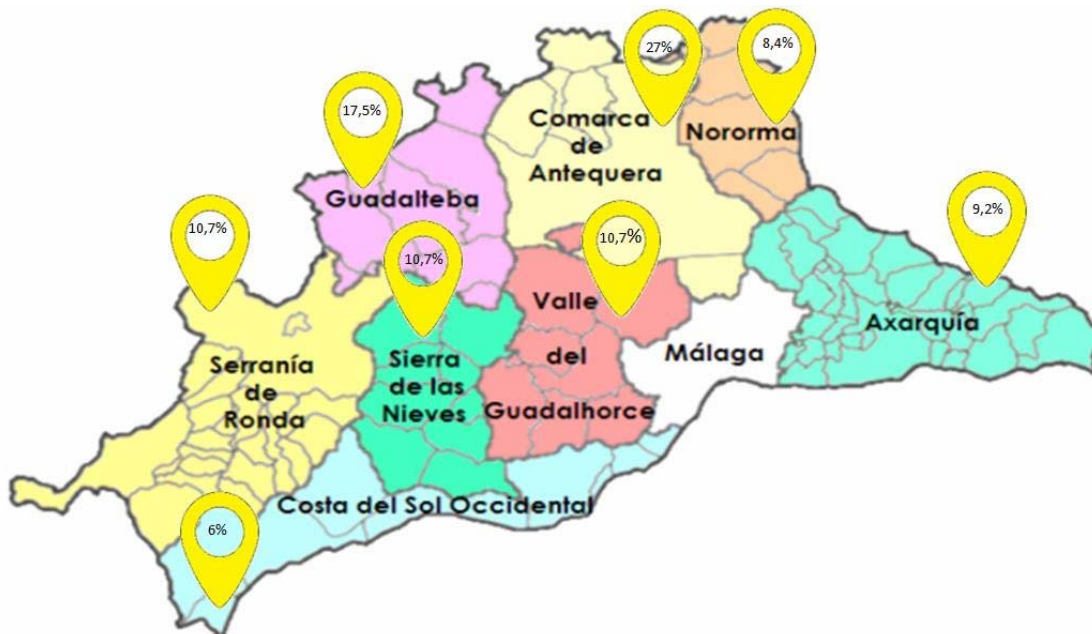 27%
8,4%
17,5%
Comarca
de
Antequera
Nororma
Guadalteba
9,2%
10,7%
10,7%
10,7%
Valle
del
Guadalhorce
Axarquía
Málaga
Serranía
de
Ronda
Sierra
de las
Nieves
Costa del Sol Occidental
6%